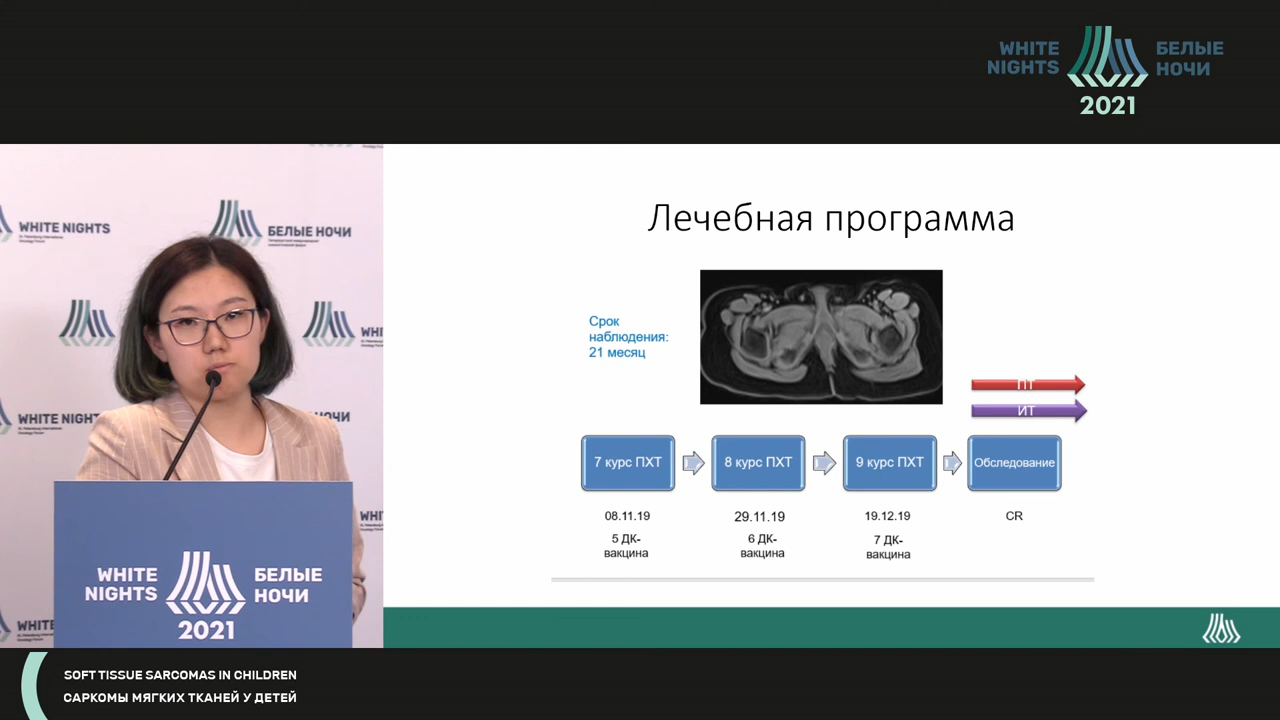 WHITE
NIGHTS
БЕЛЫЕ
НОЧИ
2021
WHITE NIGHTS
БЕЛЫЕ НОЧИ
WHITE NIGHTS
WHITE
NIGHTS
БЕЛЫЕ
НОЧИ
2021
Лечебная программа
Срок
наблюдения:
21 месяц
ПТ
ИТ
7 курс ПХТ
8 курс ПХТ
9 курс ПХТ
Обследование
08.11.19
29.11.19
19.12.19
CR
5 ДК-
вакцина
6 ДК-
вакцина
7 ДК-
вакцина
SOFT TISSUE SARCOMAS IN CHILDREN
САРКОМЫ МЯГКИХ ТКАНЕЙ У ДЕТЕЙ